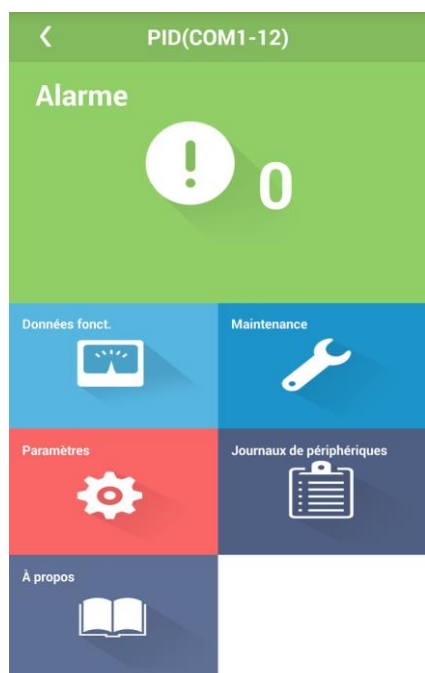 PID(COM1-12)
Alarme
0
Données fonct.
Maintenance
Paramètres
Journaux de périphériques
À propos